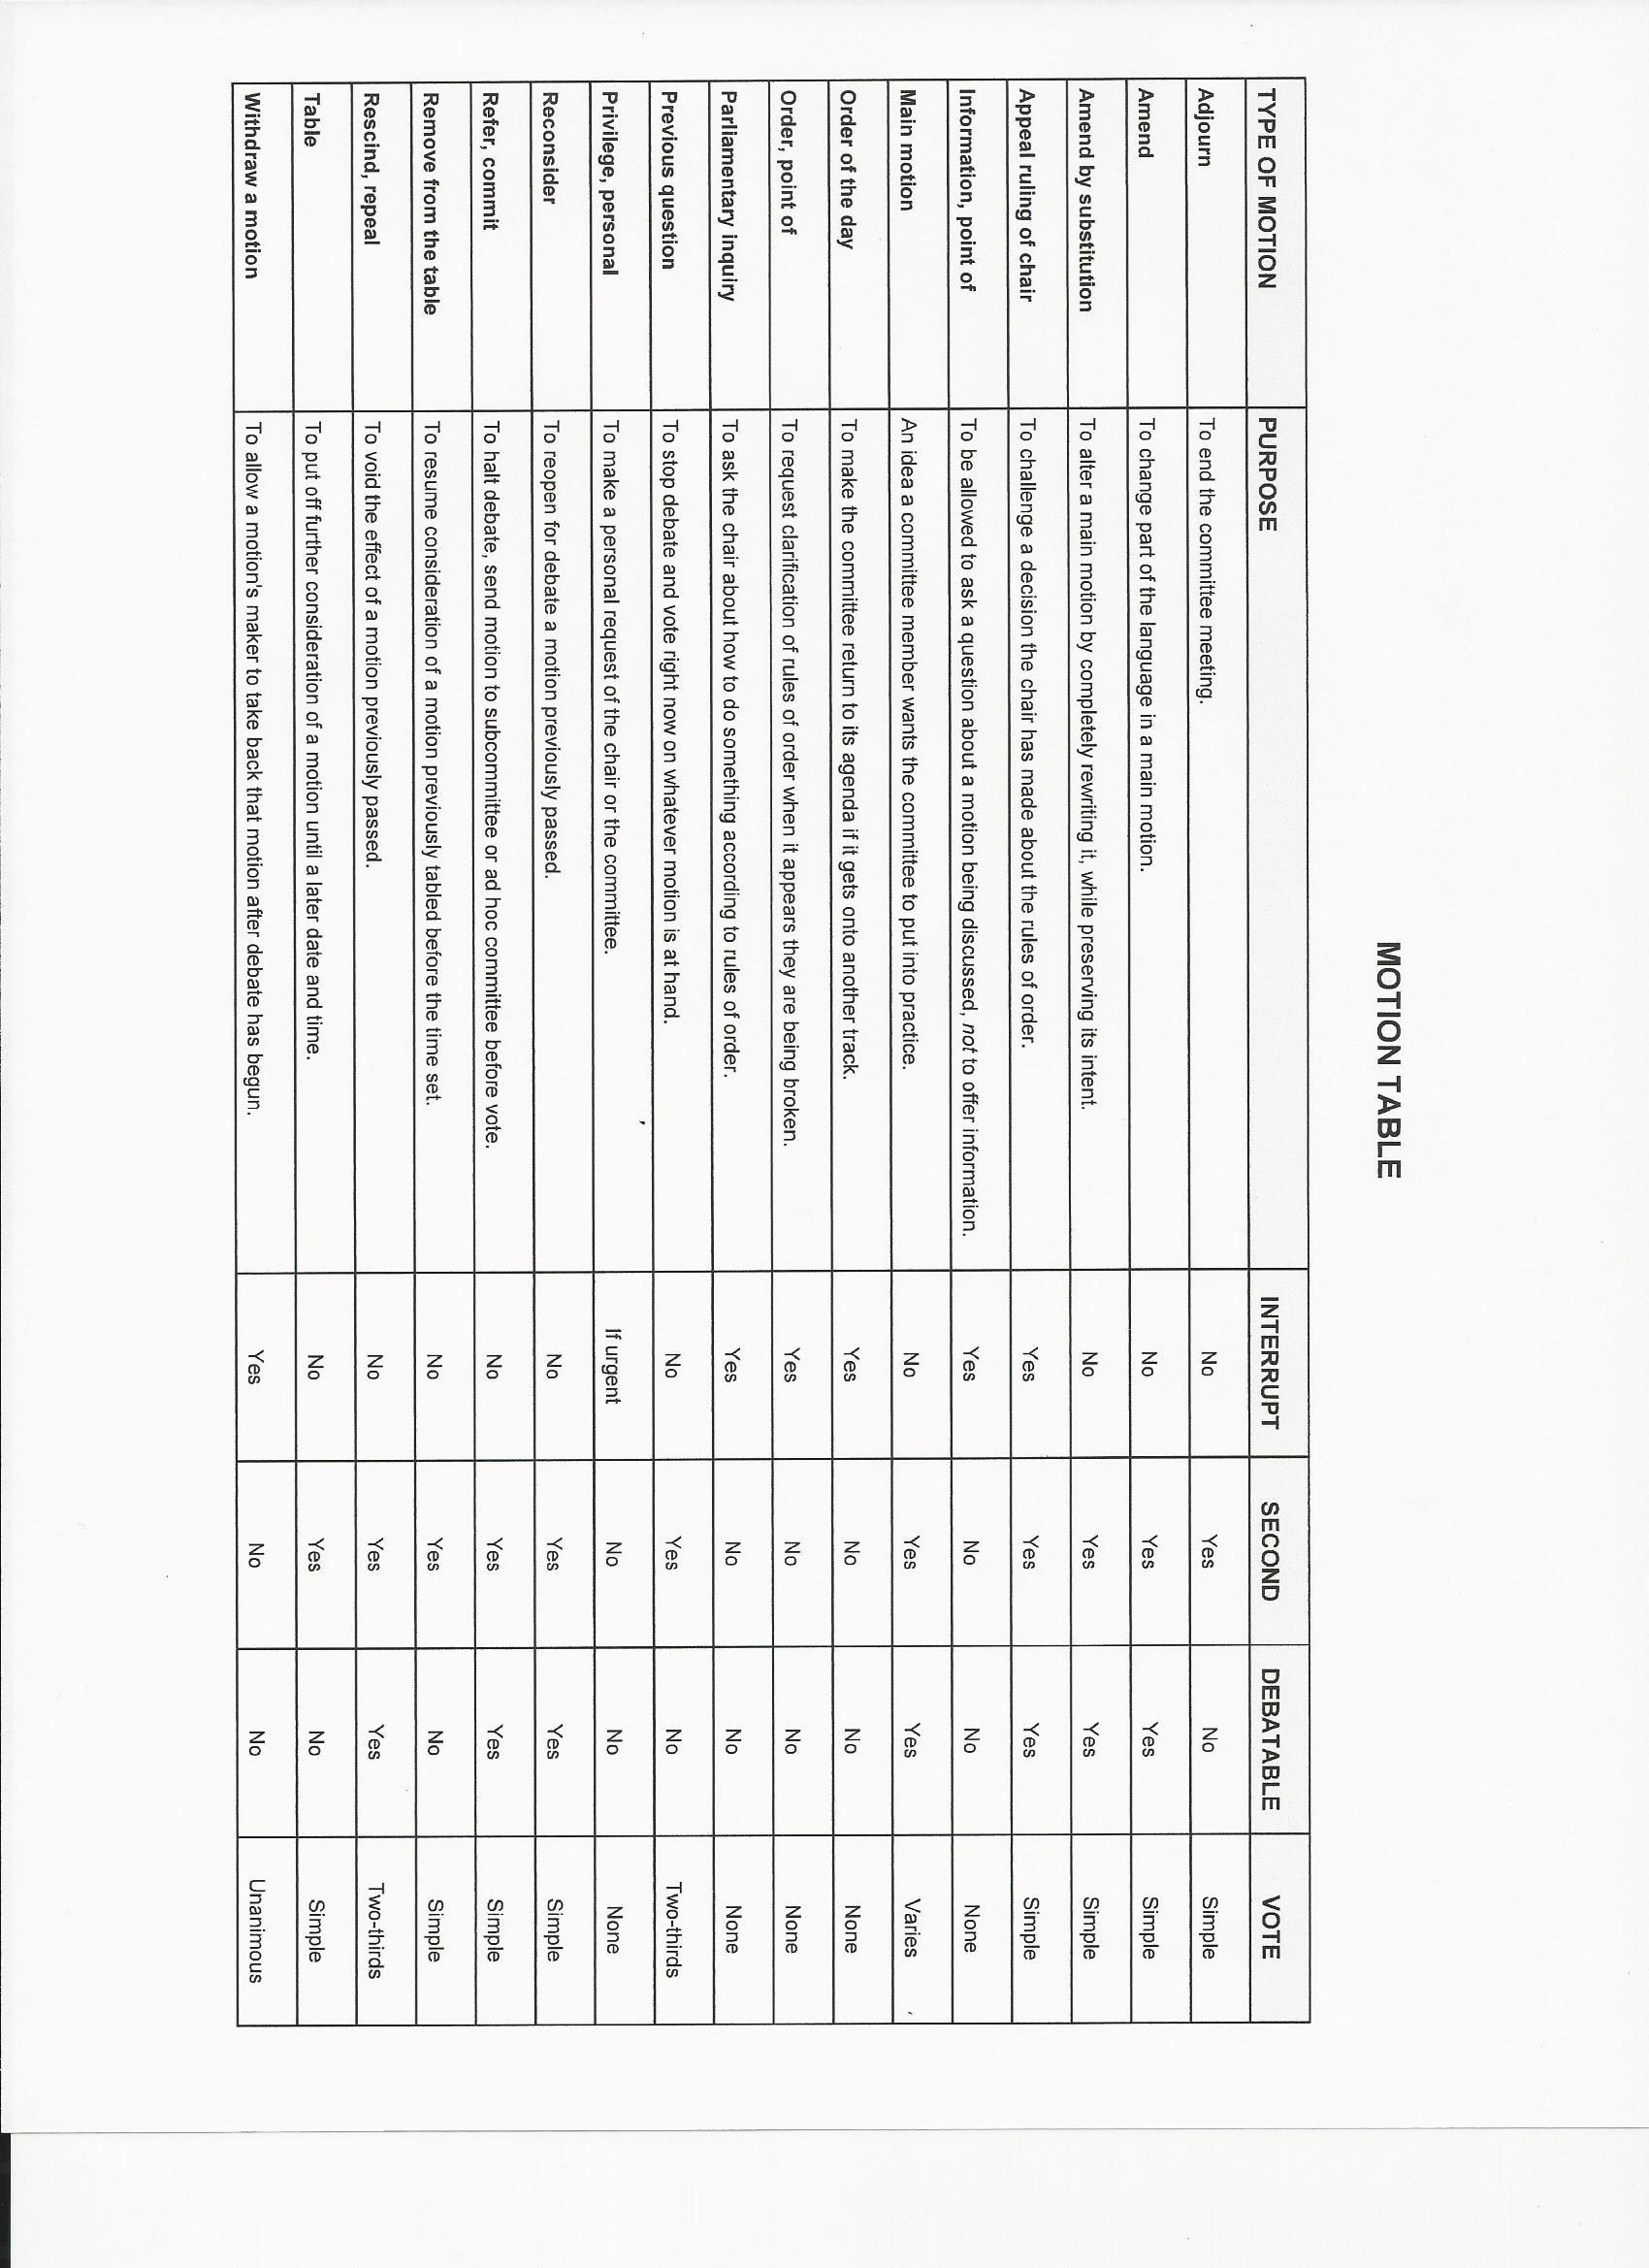 MOTION TABLE
TYPE OF MOTION PURPOSE INTERRUPT SECOND DEBATABLE VOTE
Adjourn To end the committee meeting. No Yes No Simple
Amend To change part of the language in a main motion. No Yes Yes Simple
Amend by substitution To alter a main motion by completely rewriting it, while preserving its intent. No Yes Yes Simple
Appeal ruling of chair To challenge a decision the chair has made about the rules of order. Yes Yes Yes Simple
Information, point of To be allowed to ask a question about a motion being discussed, not to offer information. Yes No No None
Main motion An idea a committee member wants the committee to put into practice. No Yes Yes Varies
Order of the day To make the committee return to its agenda if it gets onto another track. Yes No No None
Order, point of To request clarification of rules of order when it appears they are being broken. Yes No No None
Parliamentary inquiry To ask the chair about how to do something according to rules of order. Yes No No None
Previous question To stop debate and vote right now on whatever motion is at hand. No Yes No Two-thirds
Privilege, personal To make a personal request of the chair or the committee. If urgent No No None
Reconsider To reopen for debate a motion previously passed. No Yes Yes Simple
Refer, commit To halt debate, send motion to subcommittee or ad hoc committee before vote. No Yes Yes Simple
Remove from the table To resume consideration of a motion previously tabled before the time set. No Yes No Simple
Rescind, repeal To void the effect of a motion previously passed. No Yes Yes Two-thirds
Table To put off further consideration of a motion until a later date and time. No Yes No Simple
Withdraw a motion To allow a motion's maker to take back that motion after debate has begun. Yes No No Unanimous